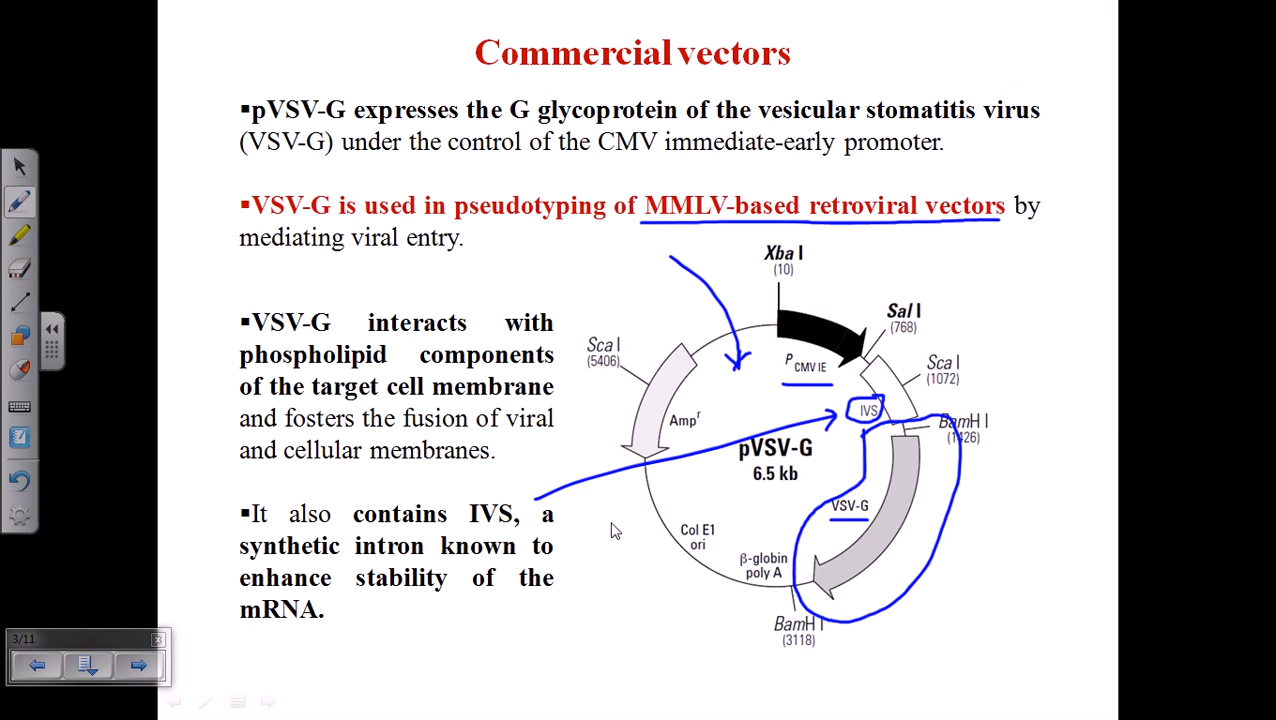 Commercial vectors
▪pVSV-G expresses the G glycoprotein of the vesicular stomatitis virus
(VSV-G) under the control of the CMV immediate-early promoter.
▪VSV-G is used in pseudotyping of MMLV-based retroviral vectors by
mediating viral entry.
▪VSV-G interacts with
phospholipid components
of the target cell membrane
and fosters the fusion of viral
and cellular membranes.
▪It also contains IVS, a
synthetic intron known to
enhance stability of the
mRNA.
Xba I
(10)
Sal I
(768)
Sca I
(5406)
P CMV IE
Sca I
(1072)
Amp r
IVS
BamH I
(1426)
pVSV-G
6.5 kb
VSV-G
Col E1
ori
β-globin
poly A
BamH I
(3118)
3/11